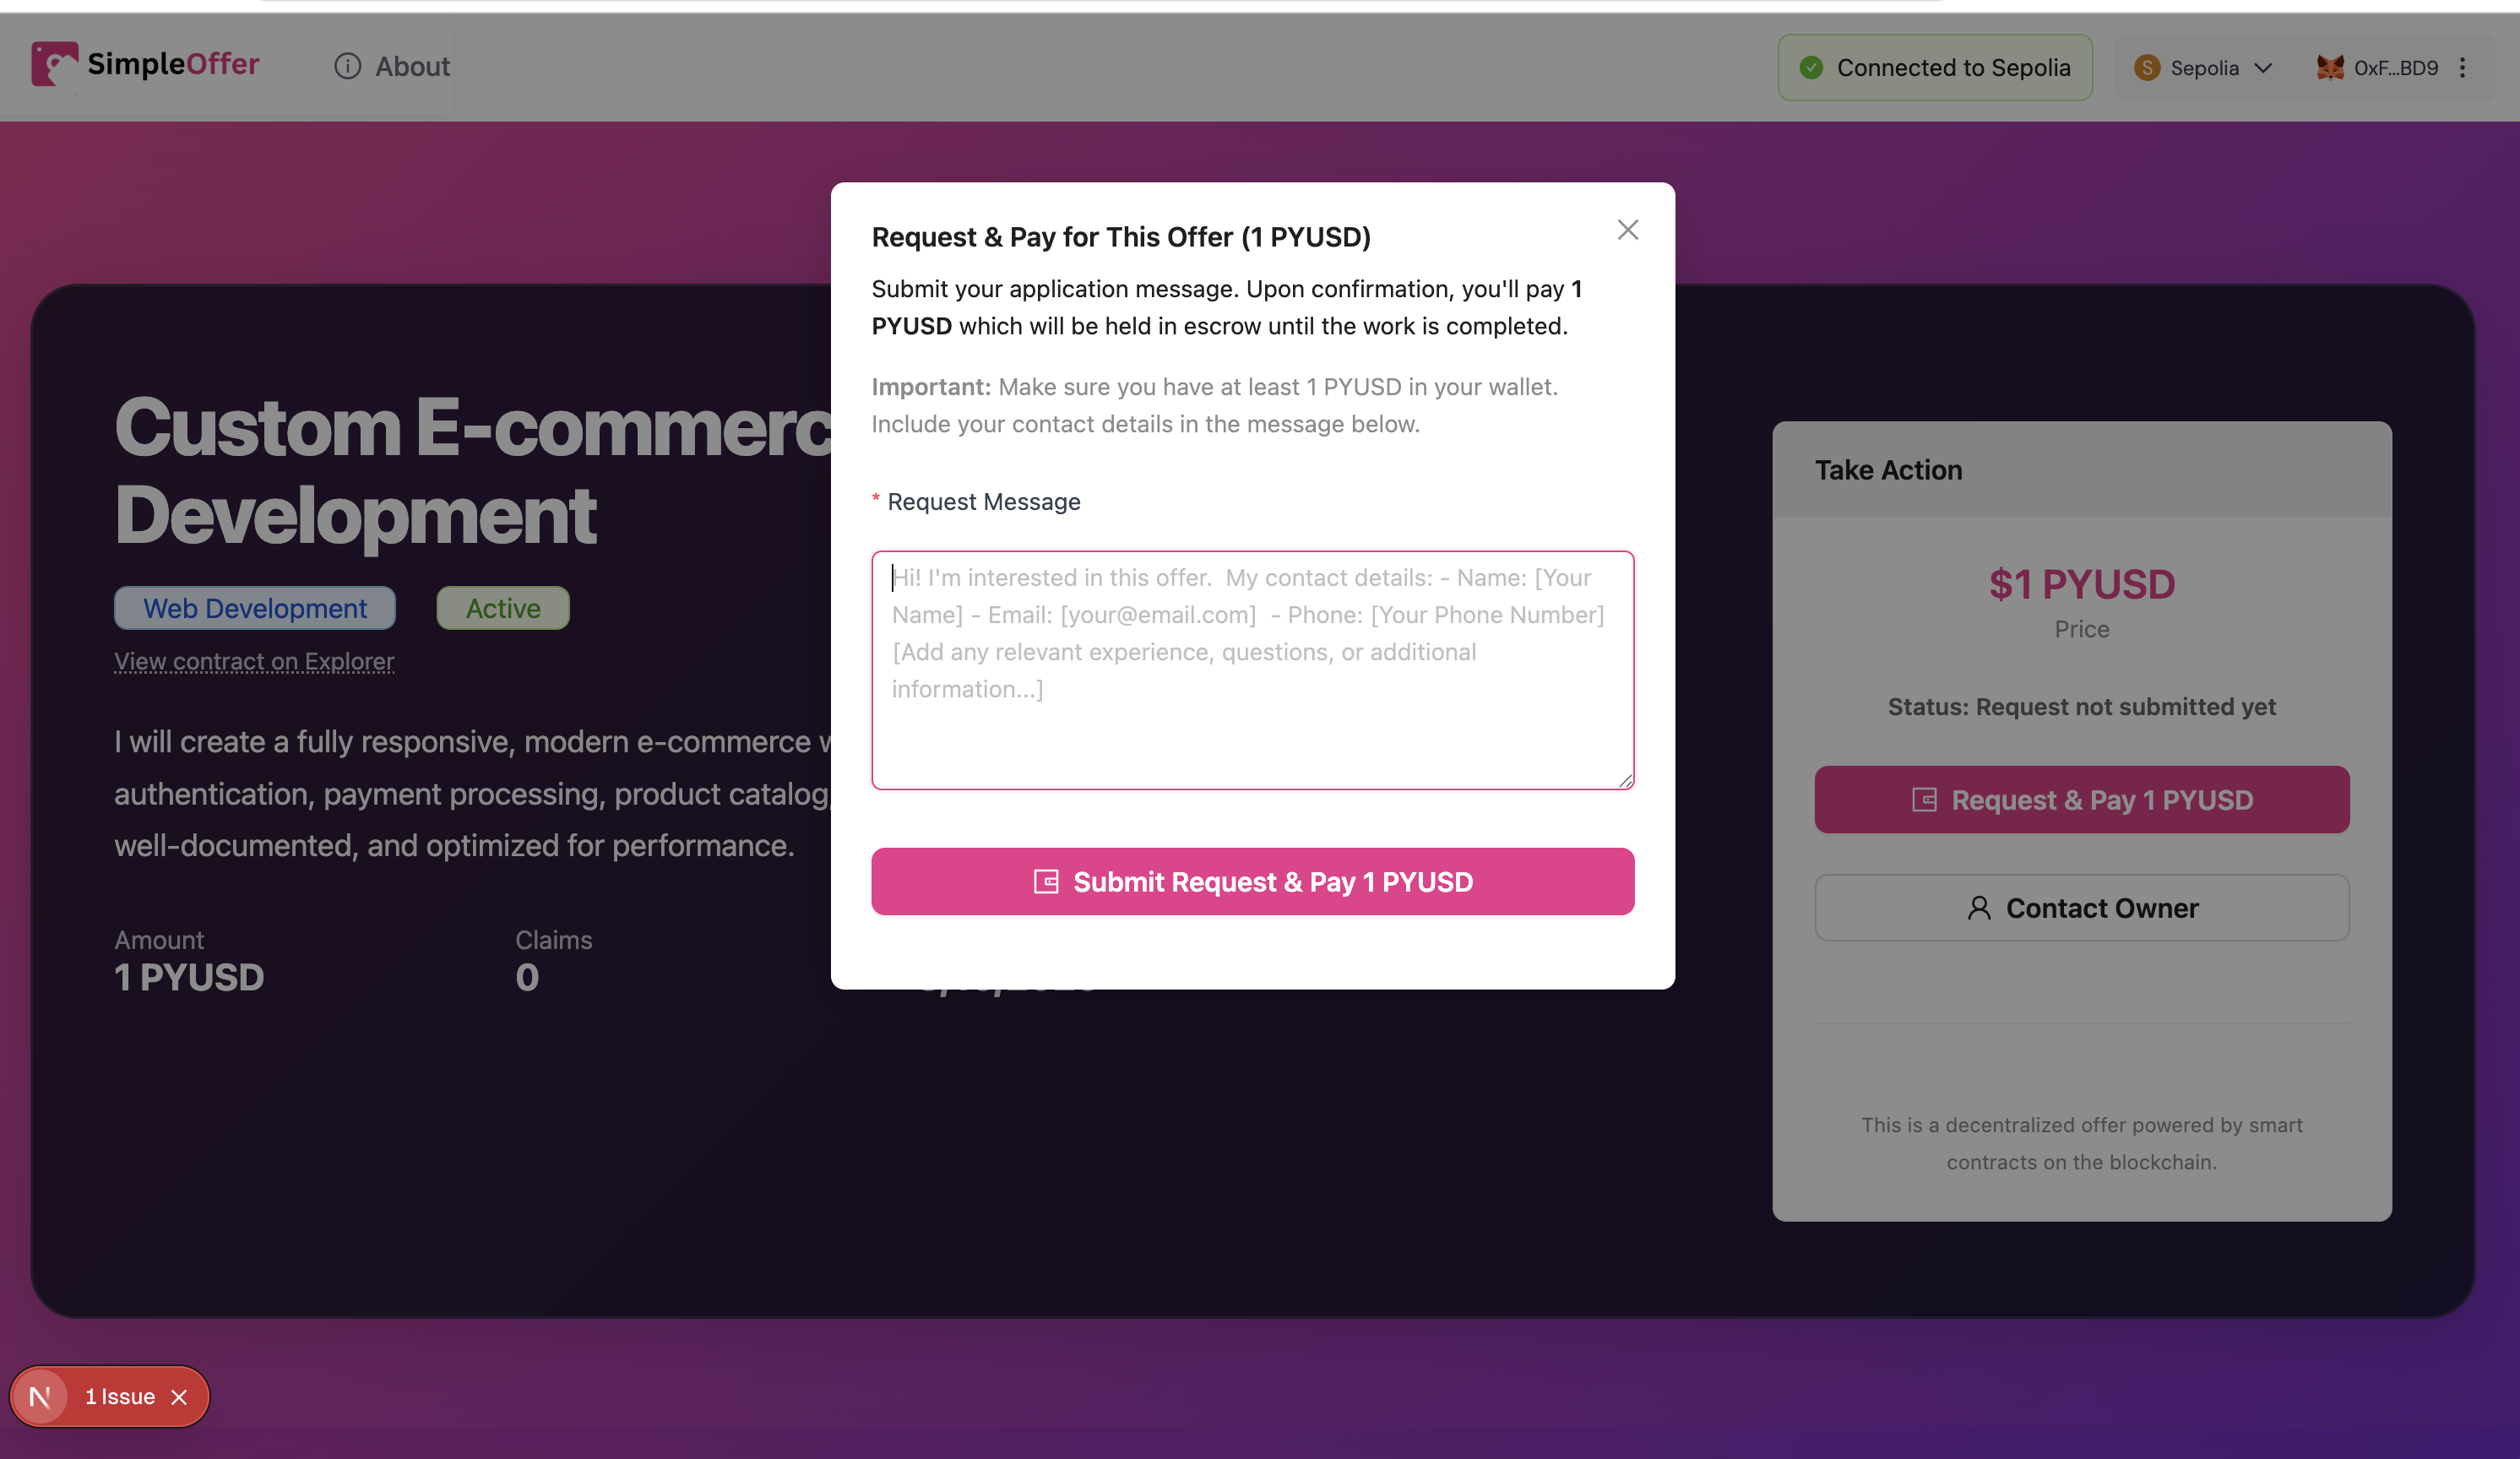 SimpleOffer
About
Connected to Sepolia
S
Sepolia
0xF...BD9
Custom E-commerc
Development
Web Development
Active
View contract on Explorer
I will create a fully responsive, modern e-commerce w
authentication, payment processing, product catalog,
well-documented, and optimized for performance.
Amount
1 PYUSD
Claims
0
Request & Pay for This Offer (1 PYUSD)
Submit your application message. Upon confirmation, you'll pay 1
PYUSD which will be held in escrow until the work is completed.
Important: Make sure you have at least 1 PYUSD in your wallet.
Include your contact details in the message below.
* Request Message
Hi! I'm interested in this offer.  My contact details: - Name: [Your
Name] - Email: [your@email.com]  - Phone: [Your Phone Number]
[Add any relevant experience, questions, or additional
information...]
Submit Request & Pay 1 PYUSD
Take Action
$1 PYUSD
Price
Status: Request not submitted yet
Request & Pay 1 PYUSD
Contact Owner
This is a decentralized offer powered by smart
contracts on the blockchain.
N
1 Issue